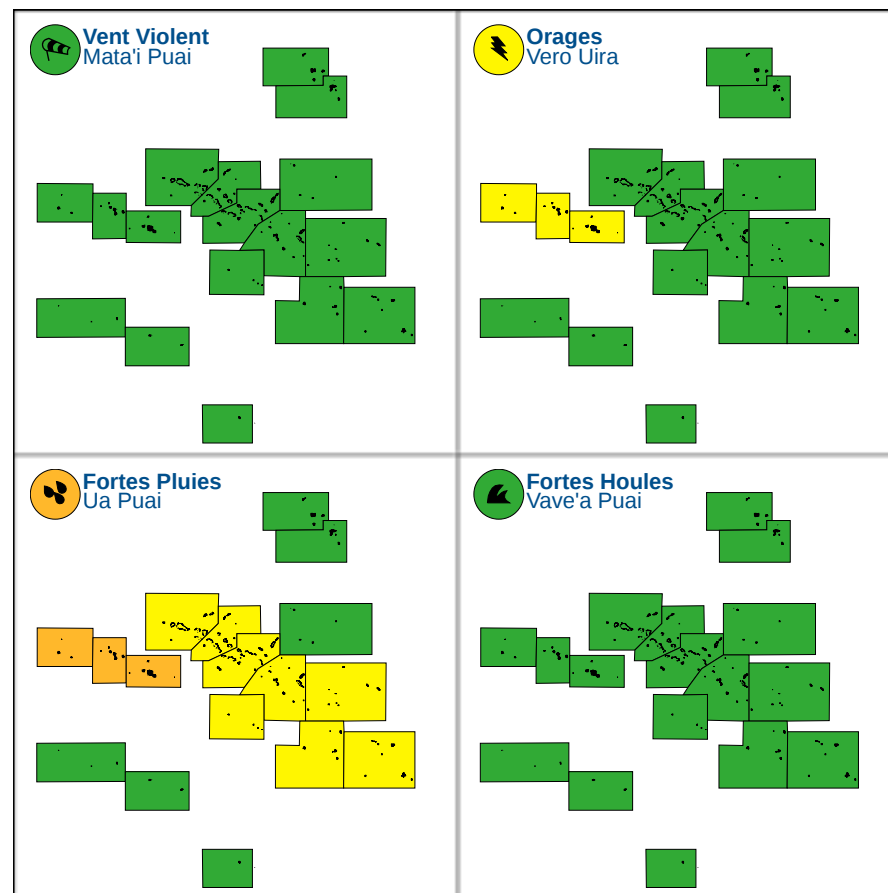 Vent Violent
Mata'i Puai
Orages
Vero Uira
Fortes Pluies
Ua Puai
Fortes Houles
Vave'a Puai